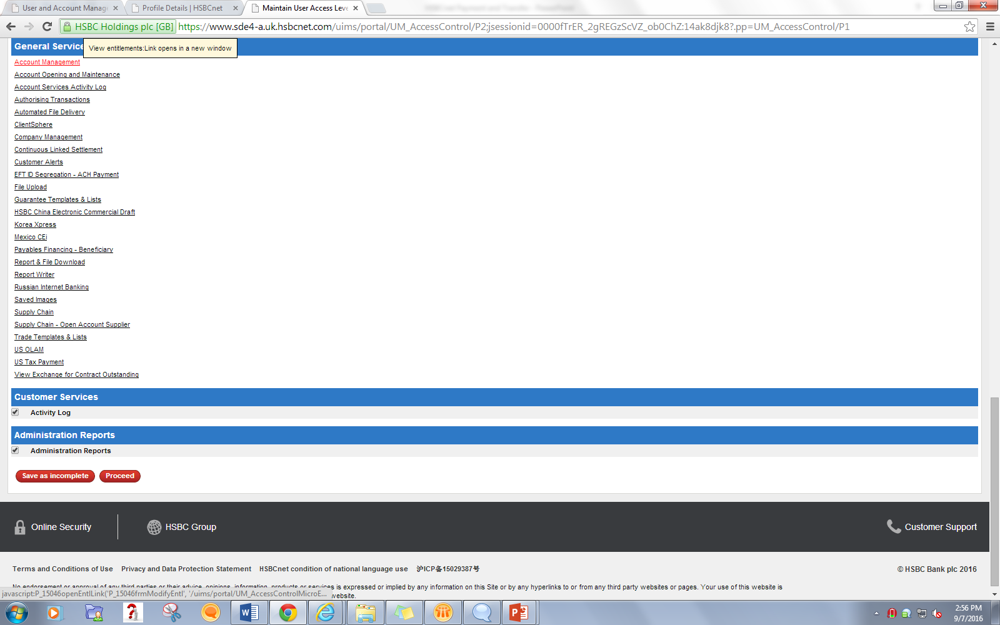 User and Account Manag
Profile Details | HSBCnet
Maintain User Access Leve
HSBC Holdings plc [GB]
https://www.sde4-a.uk.hsbcnet.com/uims/portal/UM_AccessControl/P2;jsessionid=0000fTrER_2gREGzScVZ_ob0ChZ:14ak8djk8?.pp=UM_AccessControl/P1
General Service
View entitlements:Link opens in a new window
Account Management
Account Opening and Maintenance
Account Services Activity Log
Authorising Transactions
Automated File Delivery
ClientSphere
Company Management
Continuous Linked Settlement
Customer Alerts
EFT ID Segregation - ACH Payment
File Upload
Guarantee Templates & Lists
HSBC China Electronic Commercial Draft
Korea Xpress
Mexico CEi
Payables Financing - Beneficiary
Report & File Download
Report Writer
Russian Internet Banking
Saved Images
Supply Chain
Supply Chain - Open Account Supplier
Trade Templates & Lists
US OLAM
US Tax Payment
View Exchange for Contract Outstanding
Customer Services
Activity Log
Administration Reports
Administration Reports
Save as incomplete
Proceed
Online Security
HSBC Group
Customer Support
Terms and Conditions of Use
Privacy and Data Protection Statement
HSBCnet condition of national language use
沪ICP备15029387号
© HSBC Bank plc 2016
No endorsement or approval of any third parties or their advice, opinions, information, products or services is expressed or implied by any information on this Site or by any hyperlinks to or from any third party websites or pages. Your use of this website is
javascript:P_15046openEntlLink('P_15046frmModifyEntl', '/uims/portal/UM_AccessControlMicroE...
website.
2:56 PM
9/7/2016